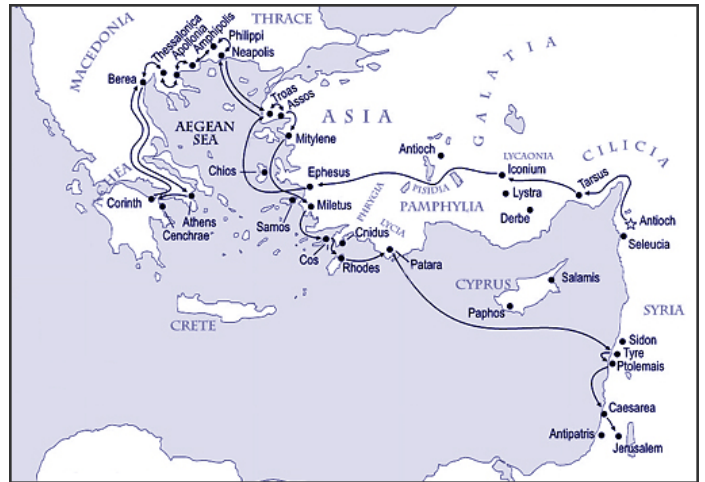 THRACE
MACEDONIA
Thessalonica
Apollonia
Amphipolis
Philippi
Neapolis
Berea
Troas
Assos
ASIA
GALATIA
AEGEAN
SEA
Mitylene
Antioch
LYCAONIA
CILICIA
Chios
Ephesus
Iconium
PISIDIA
ACHEA
Corinth
Athens
Cenchrae
Samos
Miletus
PHRYGIA
PAMPHYLIA
Lystra
Derbe
Tarsus
Antioch
Seleucia
Cos
Cnidus
LYCIA
Rhodes
Patara
CYPRUS
Salamis
Paphos
SYRIA
CRETE
Sidon
Tyre
Ptolemais
Caesarea
Antipatris
Jerusalem